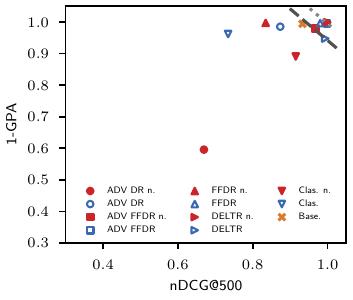 1.0
0.9
0.8
0.7
0.6
0.5
0.4
0.3
1-GPA
ADV DR n.
ADV DR
ADV FFDR n.
ADV FFDR
FFDR n.
FFDR
DELTR n.
DELTR
Clas. n.
Clas.
Base.
0.4 0.6 0.8 1.0
nDCG@500